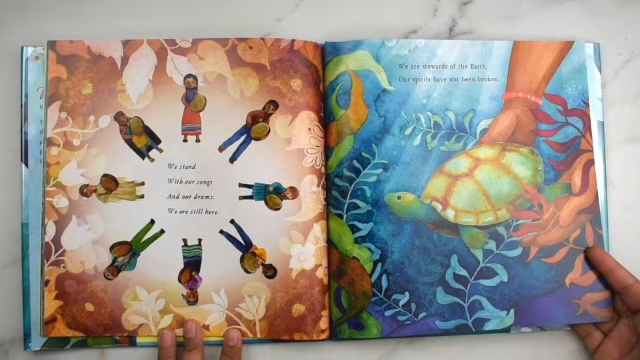 We stand
With our songs
And our drums.
We are still here.
We are stewards of the Earth.
Our spirits have not been broken.